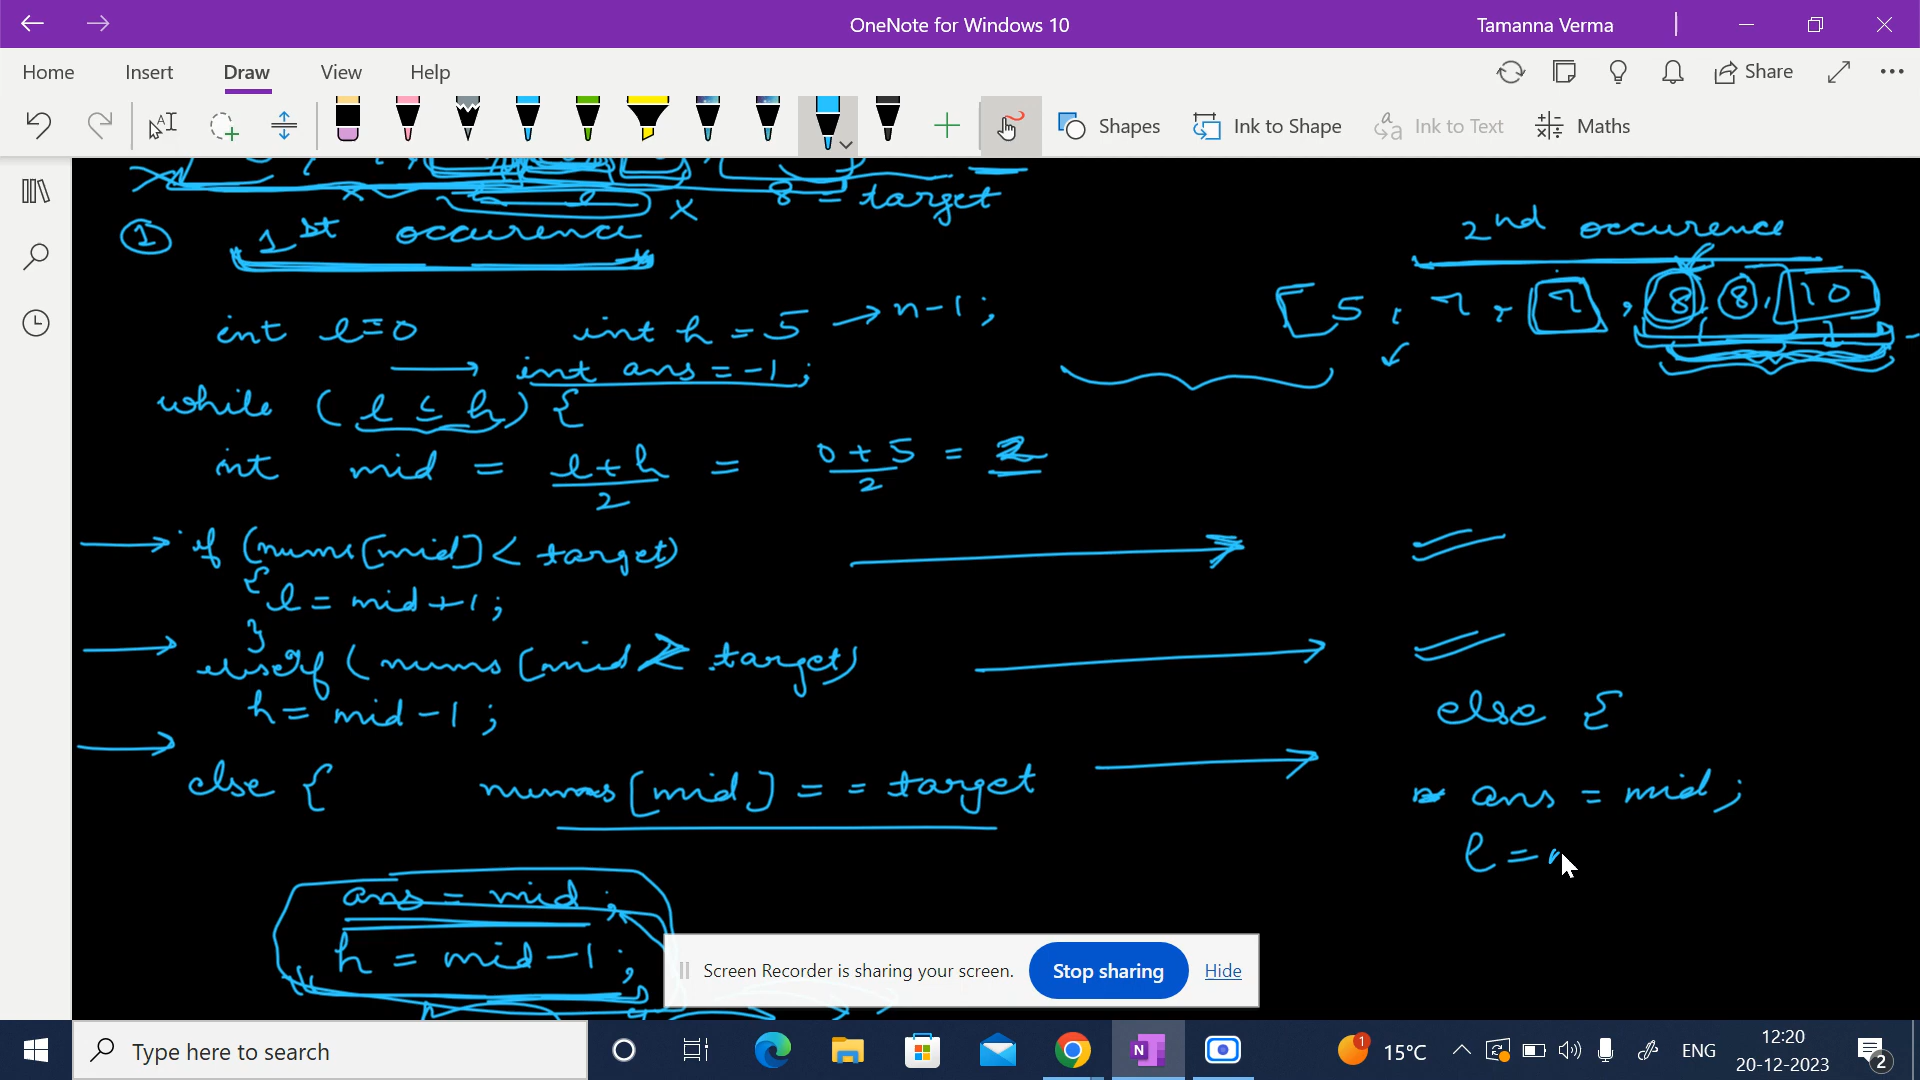 OneNote for Windows 10
Tamanna Verma
Home Insert Draw View Help
Share
Shapes Ink to Shape Ink to Text Maths
8 = target
1 1st occurence
2nd occurence
[5, 7, 7, 8 8, 10
int l=0 int h = 5 → n-1;
int ans = -1;
while (l ≤ h) {
int mid = l+h/2 = 0+5/2 = 2
if (nums[mid] < target)
{
l = mid+1;
}
elseif (nums [mid > target)
h = mid-1;
else {
else { nums[mid] == target
ans = mid;
l =
ans = mid;
h = mid-1;
Screen Recorder is sharing your screen. Stop sharing Hide
Type here to search
1
15°C
ENG
12:20
20-12-2023
2